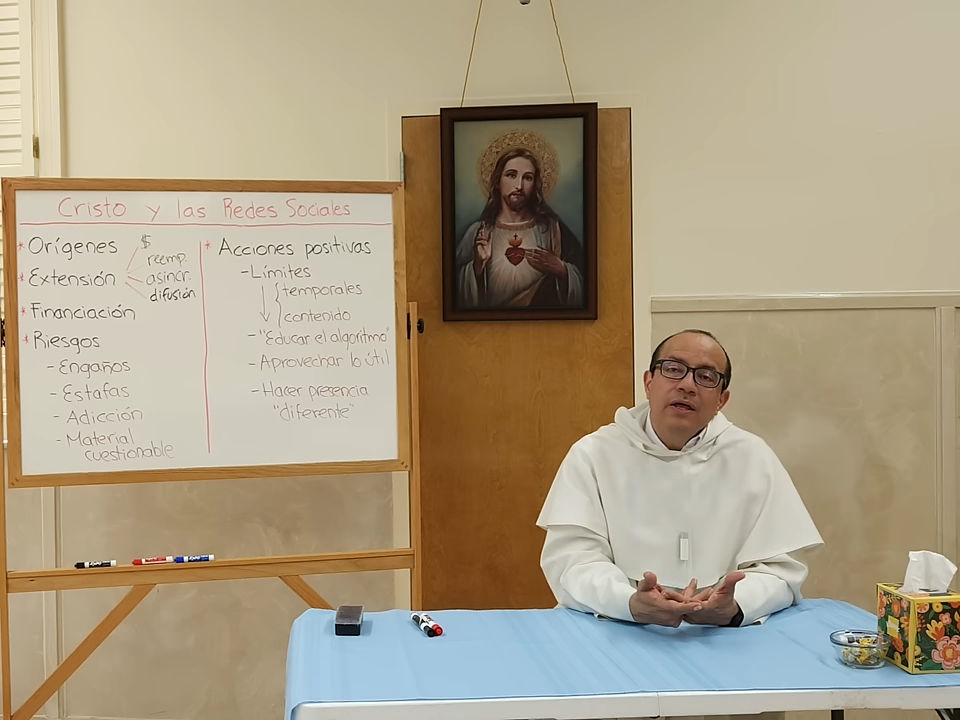 Cristo y las Redes Sociales
* Orígenes
* Extensión
$
reemp.
asincr.
difusión
* Financiación
* Riesgos
- Engaños
- Estafas
- Adicción
- Material
cuestionable
* Acciones positivas
- Límites
temporales
contenido
- "Educar el algoritmo"
- Aprovechar lo útil
- Hacer presencia
"diferente"